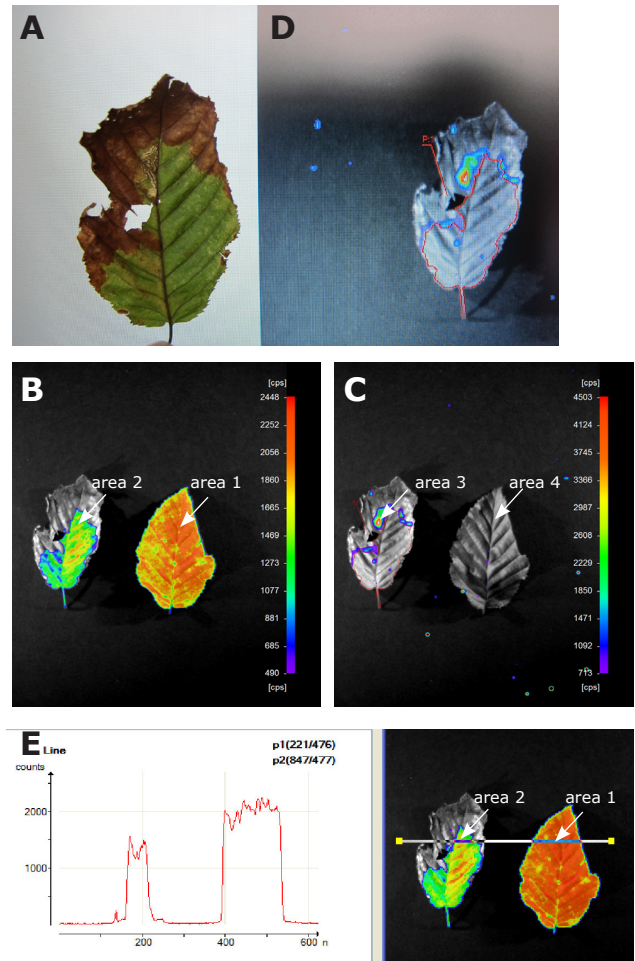 A
D
P:1
B
[cps]
2448
2252
2056
1860
1665
1469
1273
1077
881
685
490
[cps]
area 2
area 1
C
[cps]
4503
4124
3745
3366
2987
2608
2229
1850
1471
1092
713
[cps]
area 3
area 4
E
Line
counts
p1(221/476)
p2(847/477)
2000
1000
200
400
600
n
area 2
area 1